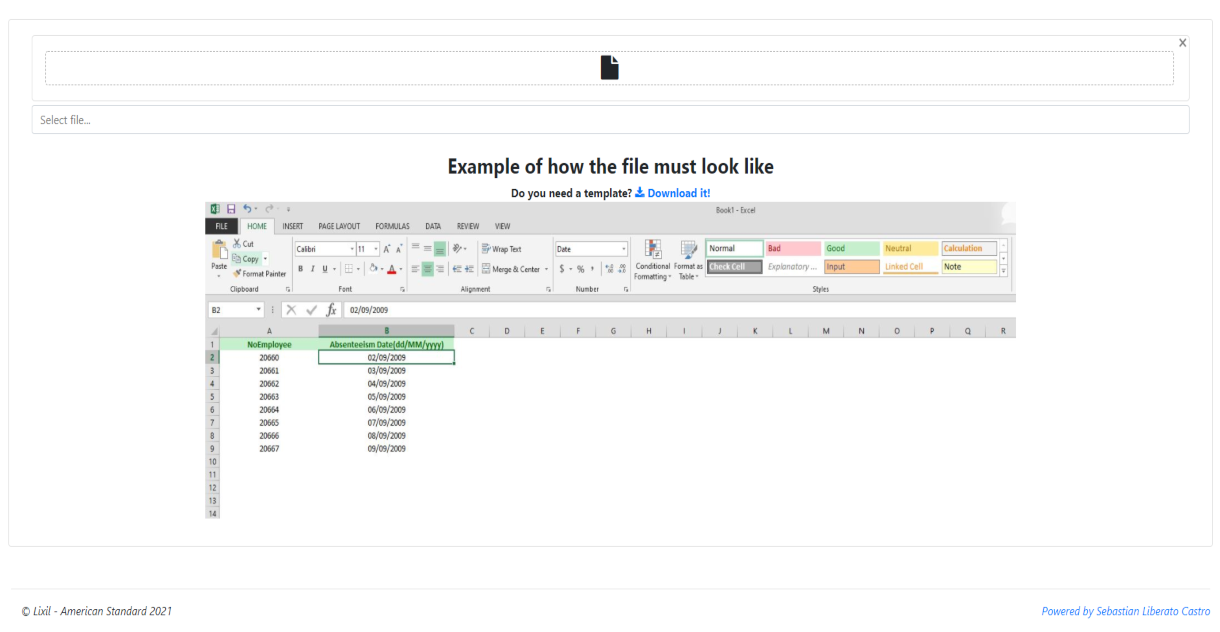 x
Select file...
Example of how the file must look like
Do you need a template? Download it!
Book1 - Excel
FILE HOME INSERT PAGE LAYOUT FORMULAS DATA REVIEW VIEW
Cut
Copy
Format Painter
Paste
Clipboard
Calibri 11 A A
B I U A
Font
Wrap Text
Merge & Center
Alignment
Date
$ % ,
Number
Conditional Formatting
Format as Table
Normal Bad Good Neutral Calculation
Check Cell Explanatory ... Input Linked Cell Note
Styles
B2 fx 02/09/2009
A B C D E F G H I J K L M N O P Q R
1 NoEmployee Absenteeism Date(dd/MM/yyyy)
2 20660 02/09/2009
3 20661 03/09/2009
4 20662 04/09/2009
5 20663 05/09/2009
6 20664 06/09/2009
7 20665 07/09/2009
8 20666 08/09/2009
9 20667 09/09/2009
10
11
12
13
14
© Lixil - American Standard 2021
Powered by Sebastian Liberato Castro